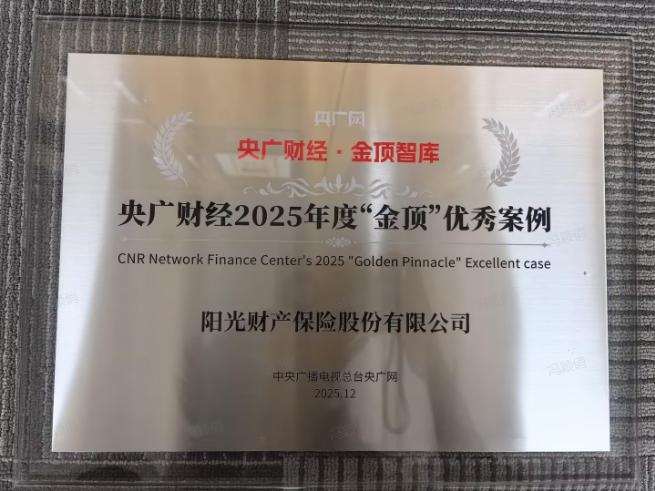 央广网
央广财经·金顶智库
央广财经2025年度“金顶”优秀案例
CNR Network Finance Center's 2025 "Golden Pinnacle" Excellent case
阳光财产保险股份有限公司
中央广播电视总台央广网
2025.12